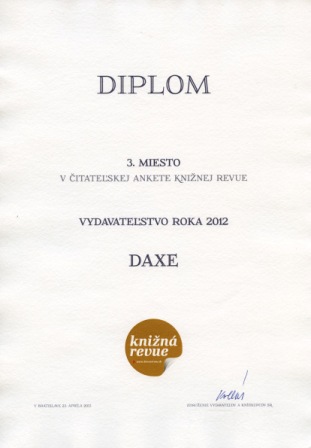 DIPLOM
3. MIESTO
V ČITATEĽSKEJ ANKETE KNIŽNEJ REVUE
VYDAVATEĽSTVO ROKA 2012
DAXE
knižná
revue